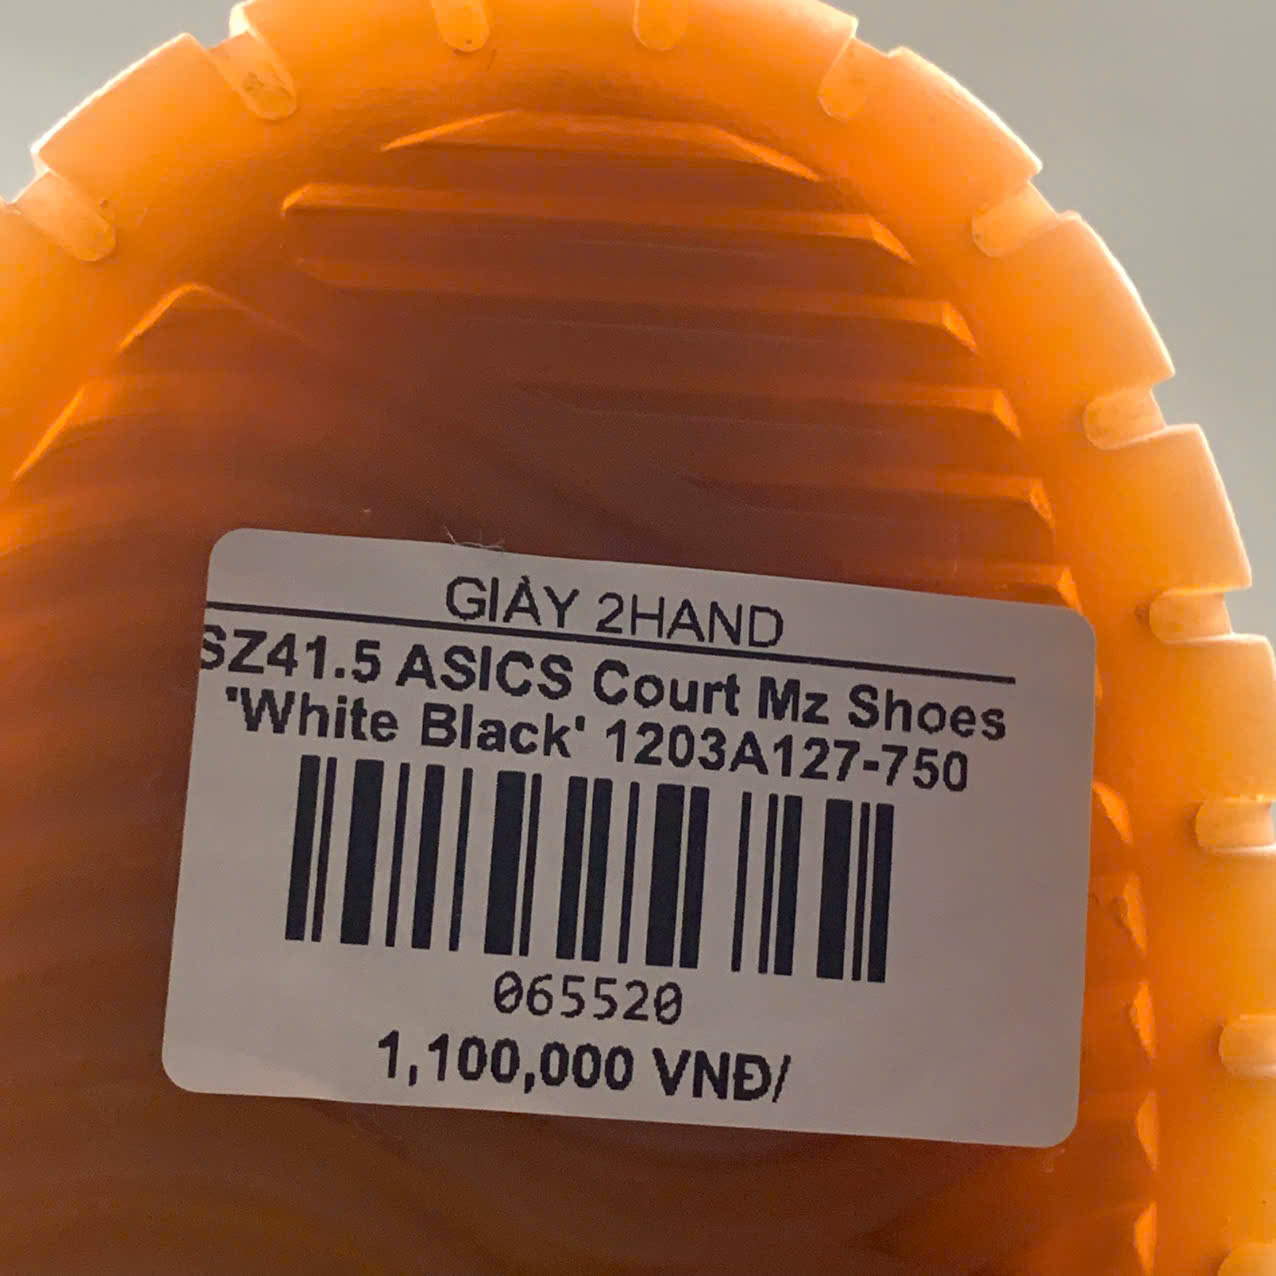 GIÀY 2HAND
SZ41.5 ASICS Court Mz Shoes
'White Black' 1203A127-750
065520
1,100,000 VNĐ/